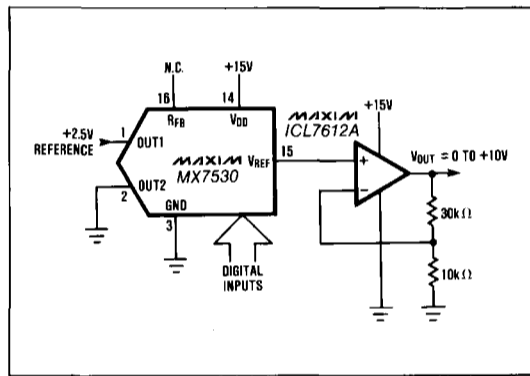 N.C.
+15V
16
14
RFB
VDD
+2.5V
REFERENCE
1
OUT1
MAXIM
MX7530
VREF
15
MAXIM
ICL7612A
+15V
OUT2
2
GND
3
DIGITAL
INPUTS
+
−
VOUT = 0 TO +10V
30kΩ
10kΩ